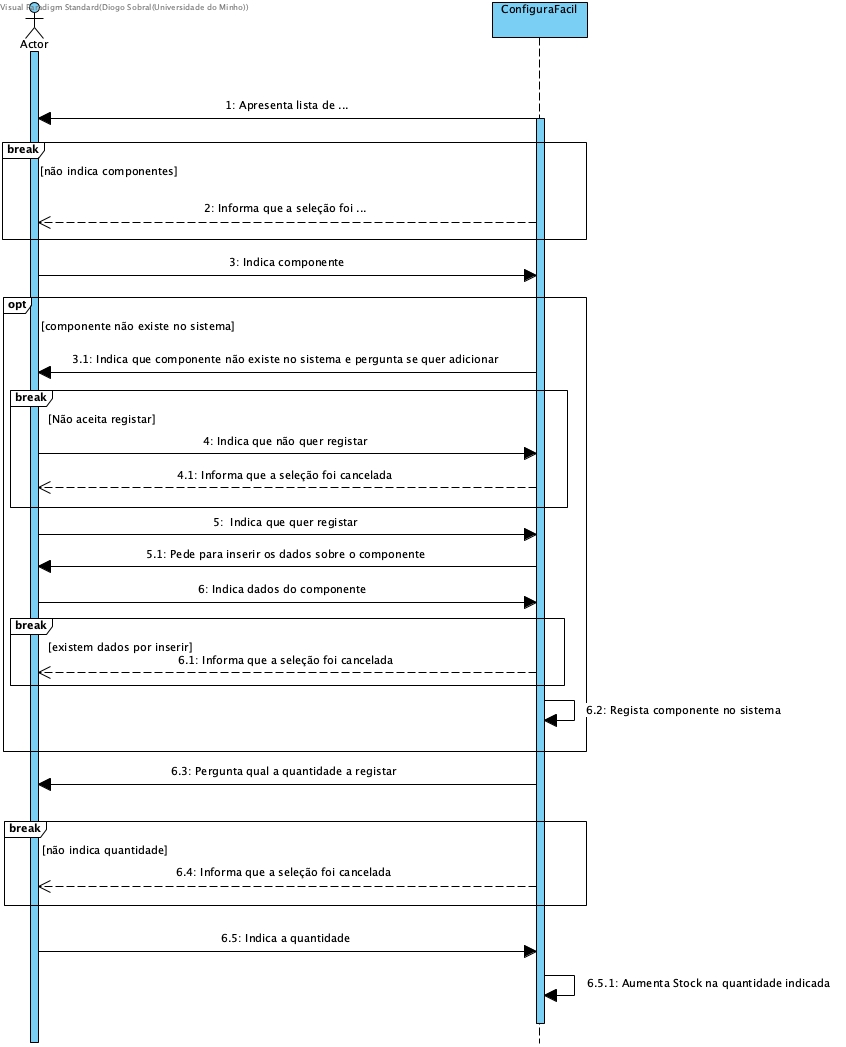 Visual Paradigm Standard(Diogo Sobral(Universidade do Minho))
ConfiguraFacil
Actor
1: Apresenta lista de ...
break
[não indica componentes]
2: Informa que a seleção foi ...
3: Indica componente
opt
[componente não existe no sistema]
3.1: Indica que componente não existe no sistema e pergunta se quer adicionar
break
[Não aceita registar]
4: Indica que não quer registar
4.1: Informa que a seleção foi cancelada
5:  Indica que quer registar
5.1: Pede para inserir os dados sobre o componente
6: Indica dados do componente
break
[existem dados por inserir]
6.1: Informa que a seleção foi cancelada
6.2: Regista componente no sistema
6.3: Pergunta qual a quantidade a registar
break
[não indica quantidade]
6.4: Informa que a seleção foi cancelada
6.5: Indica a quantidade
6.5.1: Aumenta Stock na quantidade indicada